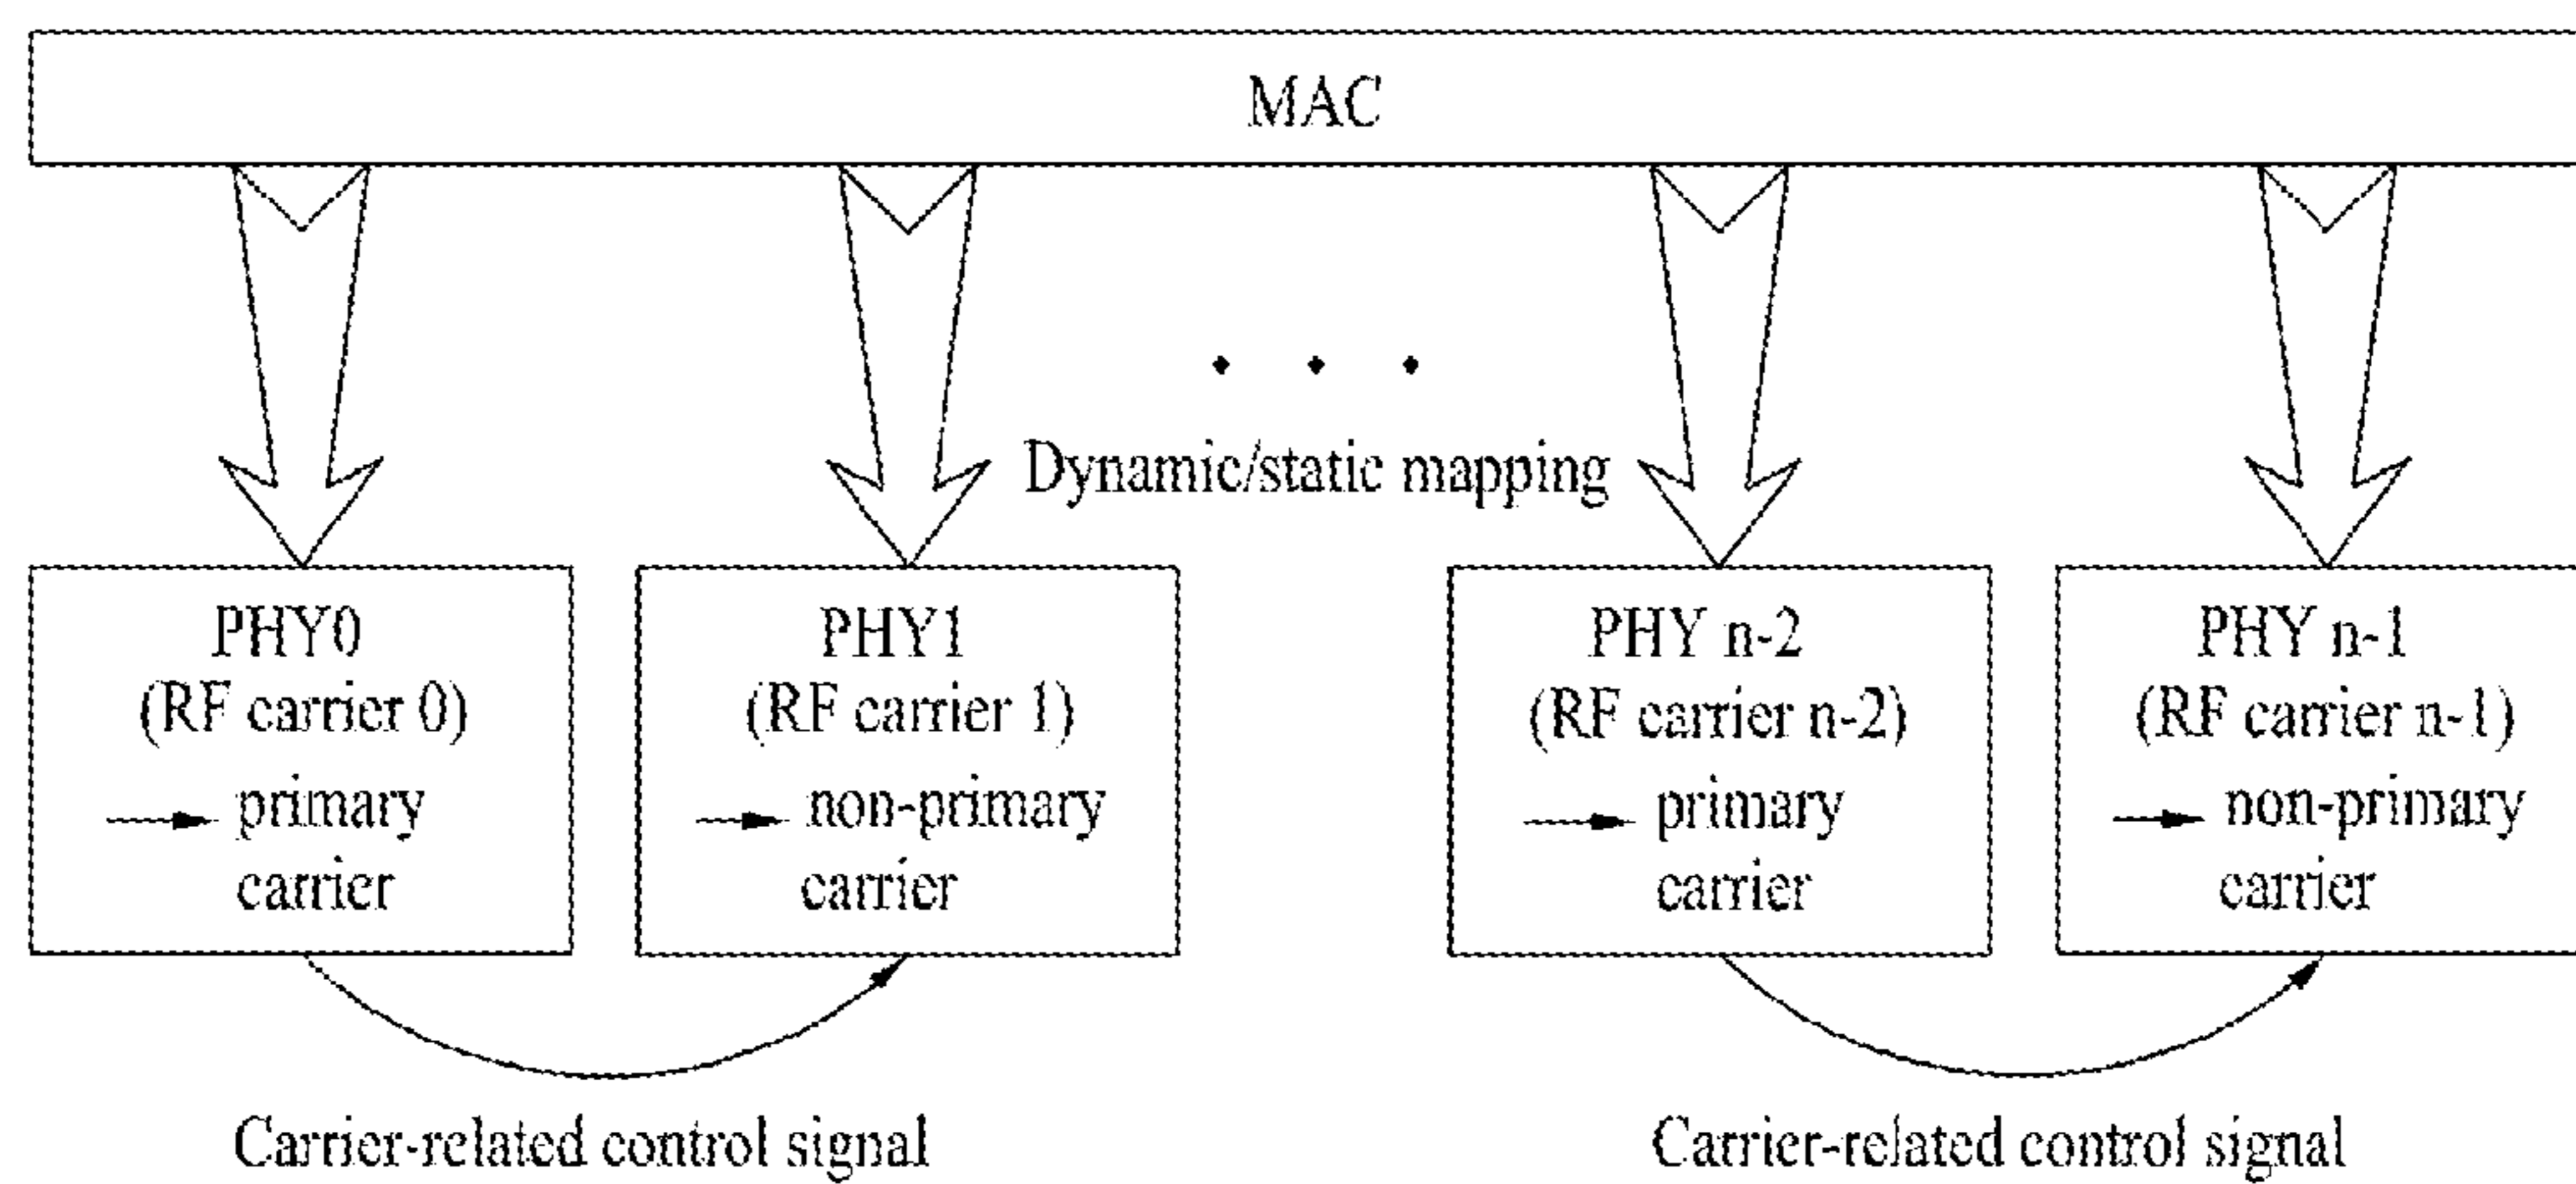 MAC
Dynamic/static mapping
PHY0
(RF carrier 0)
primary
carrier
PHY1
(RF carrier 1)
non-primary
carrier
PHY n-2
(RF carrier n-2)
primary
carrier
PHY n-1
(RF carrier n-1)
non-primary
carrier
Carrier-related control signal
Carrier-related control signal